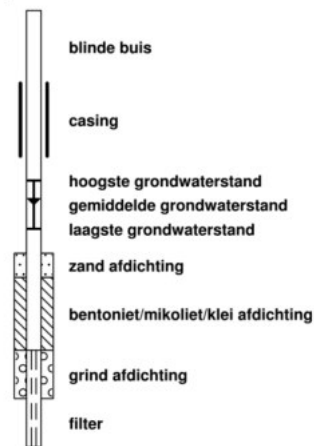 blinde buis
casing
hoogste grondwaterstand
gemiddelde grondwaterstand
laagste grondwaterstand
zand afdichting
bentoniet/mikoliet/klei afdichting
grind afdichting
filter